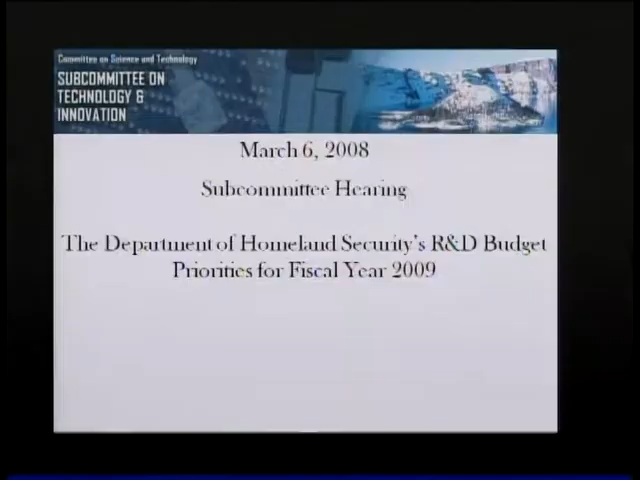 Committee on Science and Technology
SUBCOMMITTEE ON
TECHNOLOGY &
INNOVATION
March 6, 2008
Subcommittee Hearing
The Department of Homeland Security's R&D Budget
Priorities for Fiscal Year 2009